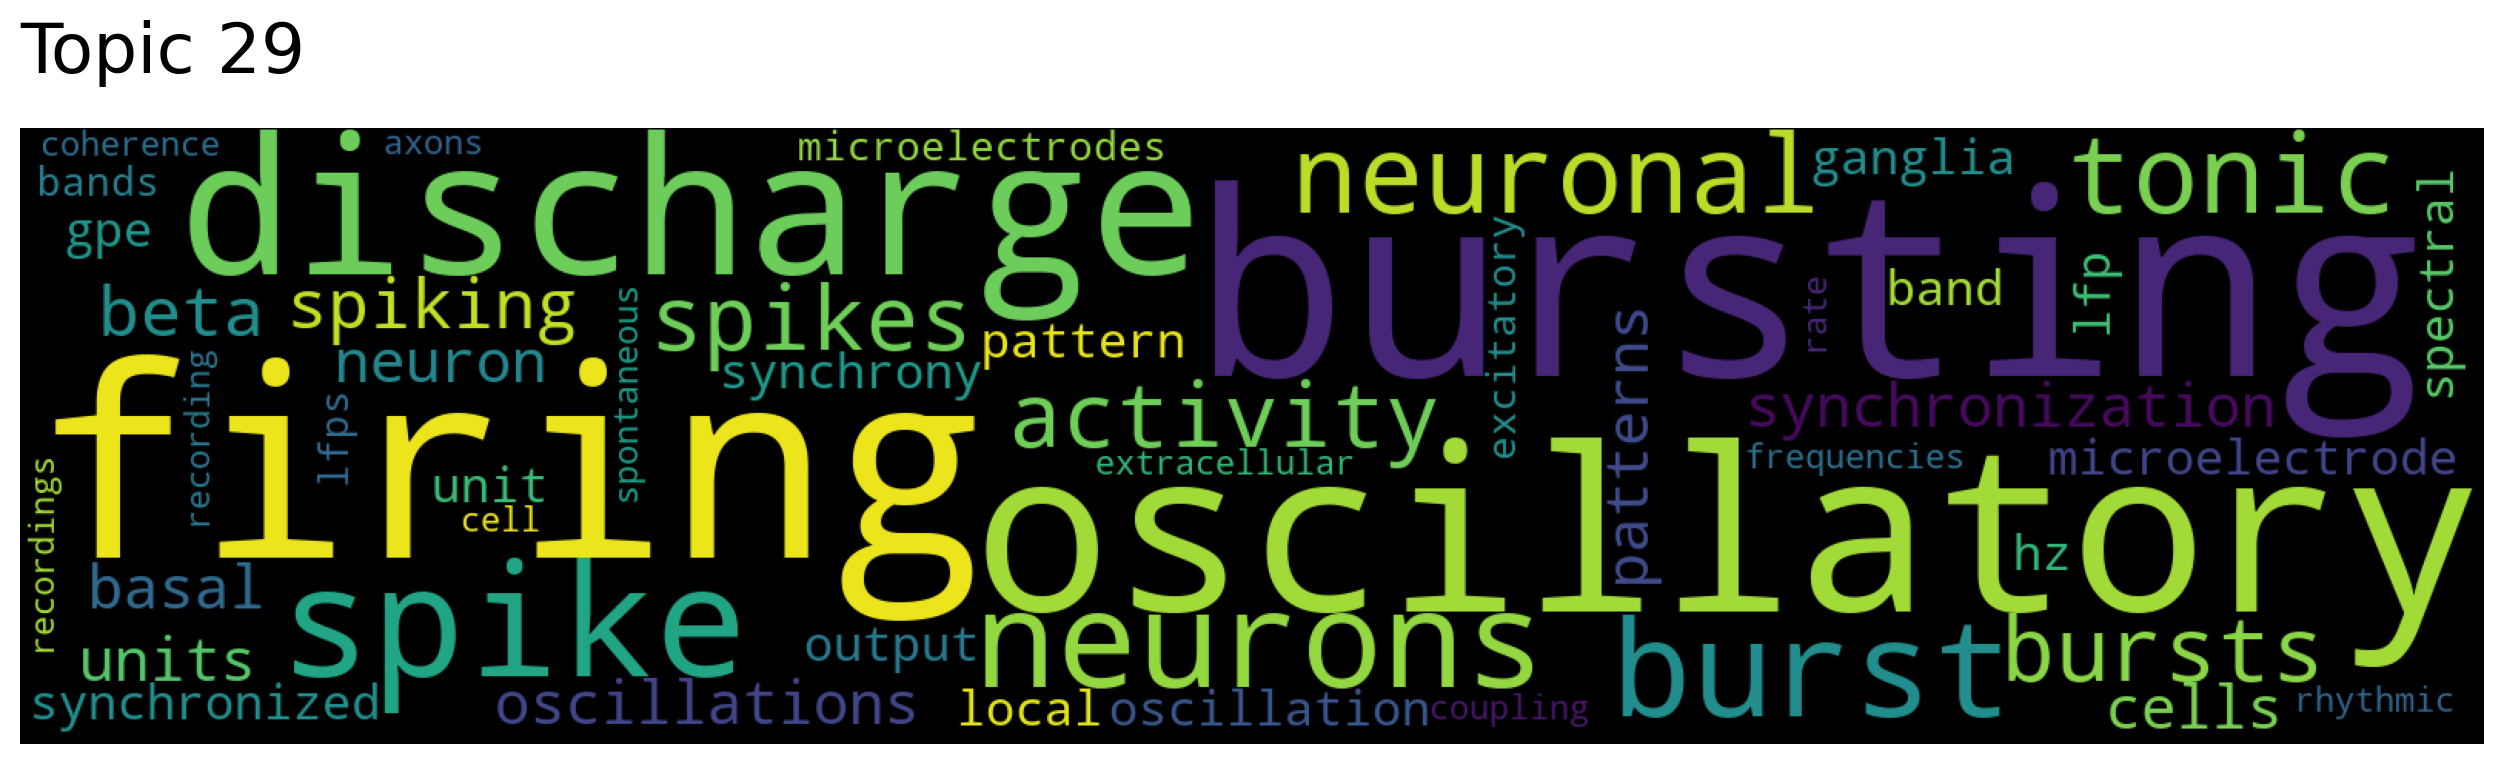 Topic 29
coherence
axons
microelectrodes
bands
gpe
discharge
neuronal
ganglia
tonic
spectral
bursting
excitatory
rate
band
lfp
beta
spiking
spontaneous
spikes
pattern
patterns
neuron
synchrony
recording
lfps
firing
activity
synchronization
extracellular
frequencies
microelectrode
recordings
unit
cell
oscillatory
hz
basal
spike
neurons
burst
bursts
units
output
synchronized
oscillations
local
oscillation
coupling
cells
rhythmic